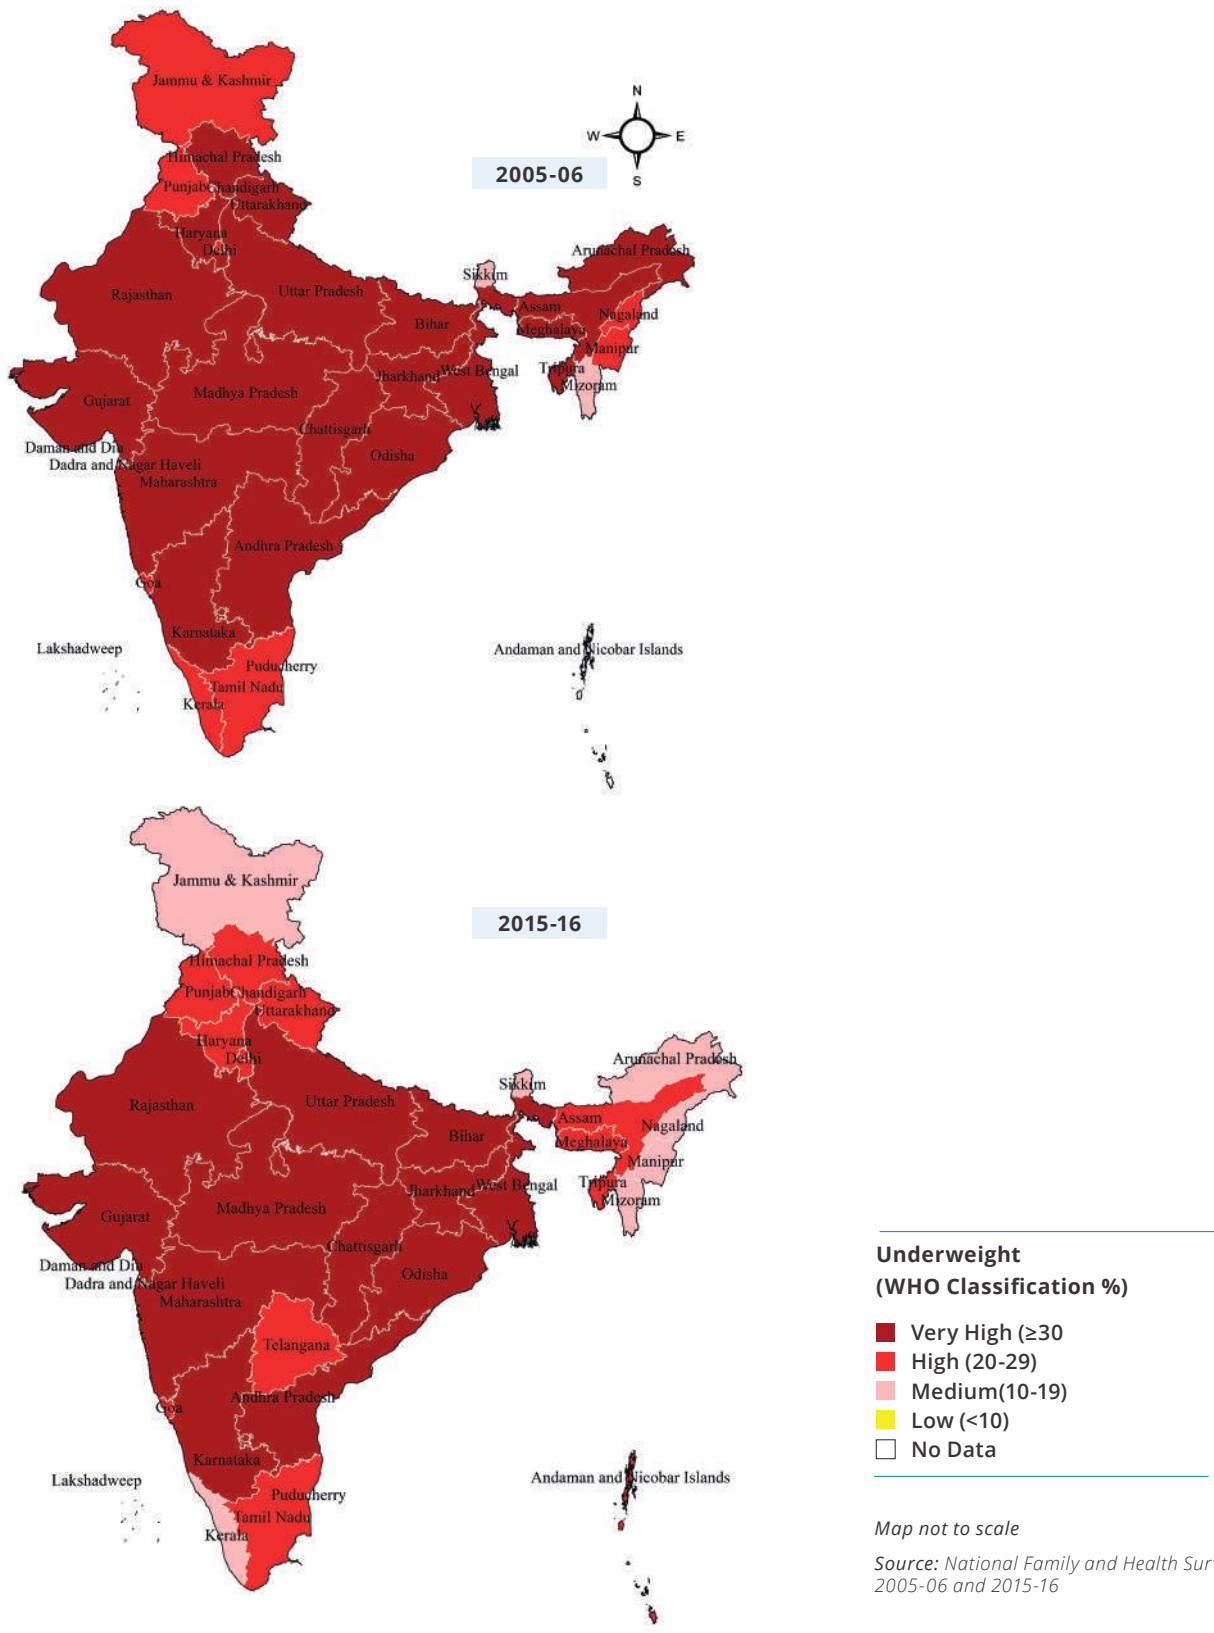 N
W E
S
2005-06
Jammu & Kashmir
Himachal Pradesh
Punjab
Chandigarh
Uttarakhand
Haryana
Delhi
Rajasthan
Uttar Pradesh
Sikkim
Arunachal Pradesh
Assam
Nagaland
Meghalaya
Manipur
Tripura
Mizoram
Bihar
Jharkhand
West Bengal
Gujarat
Madhya Pradesh
Chattisgarh
Odisha
Daman and Diu
Dadra and Nagar Haveli
Maharashtra
Andhra Pradesh
Goa
Karnataka
Lakshadweep
Puducherry
Tamil Nadu
Kerala
Andaman and Nicobar Islands
2015-16
Jammu & Kashmir
Himachal Pradesh
Punjab
Chandigarh
Uttarakhand
Haryana
Delhi
Rajasthan
Uttar Pradesh
Sikkim
Arunachal Pradesh
Assam
Nagaland
Meghalaya
Manipur
Tripura
Mizoram
Bihar
Jharkhand
West Bengal
Gujarat
Madhya Pradesh
Chattisgarh
Odisha
Daman and Diu
Dadra and Nagar Haveli
Maharashtra
Telangana
Andhra Pradesh
Goa
Karnataka
Lakshadweep
Puducherry
Tamil Nadu
Kerala
Andaman and Nicobar Islands
Underweight
(WHO Classification %)
Very High (≥30
High (20-29)
Medium(10-19)
Low (<10)
No Data
Map not to scale
Source: National Family and Health Sur
2005-06 and 2015-16